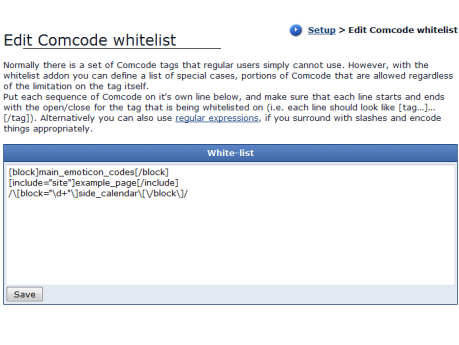 Setup > Edit Comcode whitelist
Edit Comcode whitelist
Normally there is a set of Comcode tags that regular users simply cannot use. However, with the
whitelist addon you can define a list of special cases, portions of Comcode that are allowed regardless
of the limitation on the tag itself.
Put each sequence of Comcode on it's own line below, and make sure that each line starts and ends
with the open/close for the tag that is being whitelisted on (i.e. each line should look like [tag...]...
[/tag]). Alternatively you can also use regular expressions, if you surround with slashes and encode
things appropriately.
White-list
[block]main_emoticon_codes[/block]
[include="site"]example_page[/include]
/\[block="\d+"\]side_calendar\[\/block\]/
Save